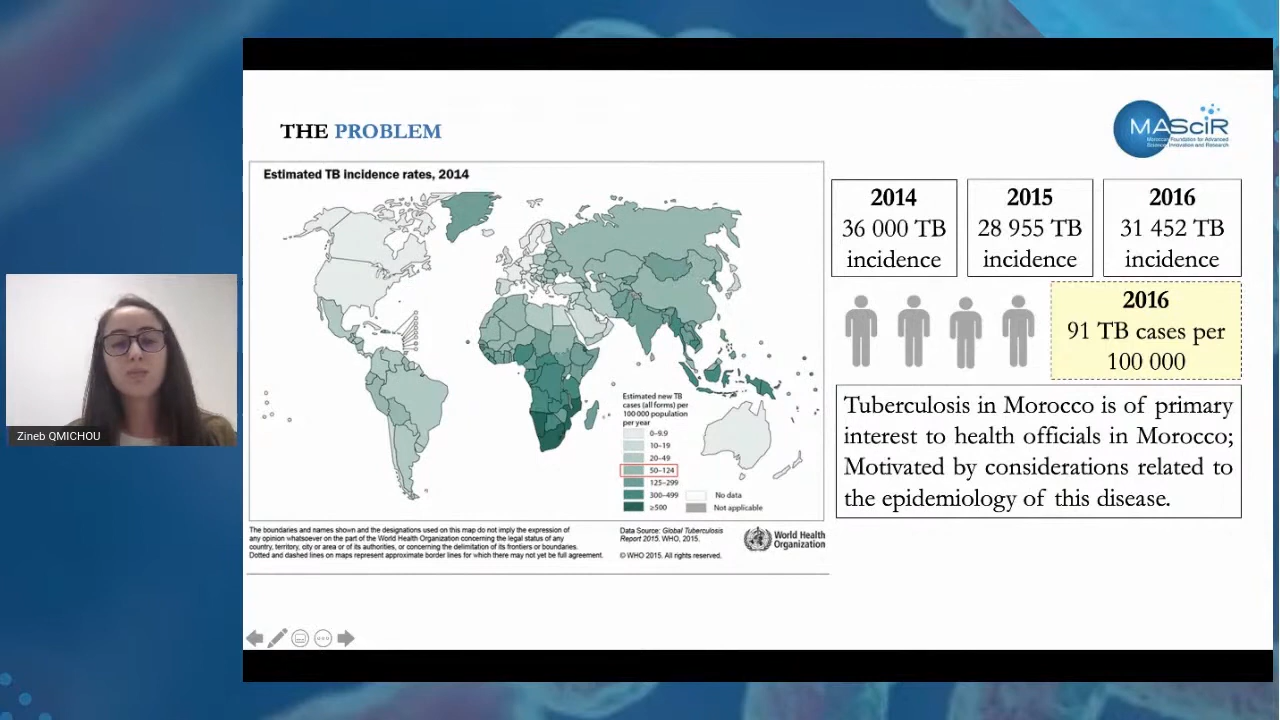 THE PROBLEM
MAScIR
Moroccan Foundation for Advanced
Science Innovation and Research
Estimated TB incidence rates, 2014
Estimated new TB
cases (all forms) per
100 000 population
per year
0–9.9
10–19
20–49
50–124
125–299
300–499
≥500
No data
Not applicable
The boundaries and names shown and the designations used on this map do not imply the expression of
any opinion whatsoever on the part of the World Health Organization concerning the legal status of any
country, territory, city or area or of its authorities, or concerning the delimitation of its frontiers or boundaries.
Dotted and dashed lines on maps represent approximate border lines for which there may not yet be full agreement.
Data Source: Global Tuberculosis
Report 2015. WHO, 2015.
© WHO 2015. All rights reserved.
World Health
Organization
2014
36 000 TB
incidence
2015
28 955 TB
incidence
2016
31 452 TB
incidence
2016
91 TB cases per
100 000
Tuberculosis in Morocco is of primary
interest to health officials in Morocco;
Motivated by considerations related to
the epidemiology of this disease.
Zineb QMICHOU